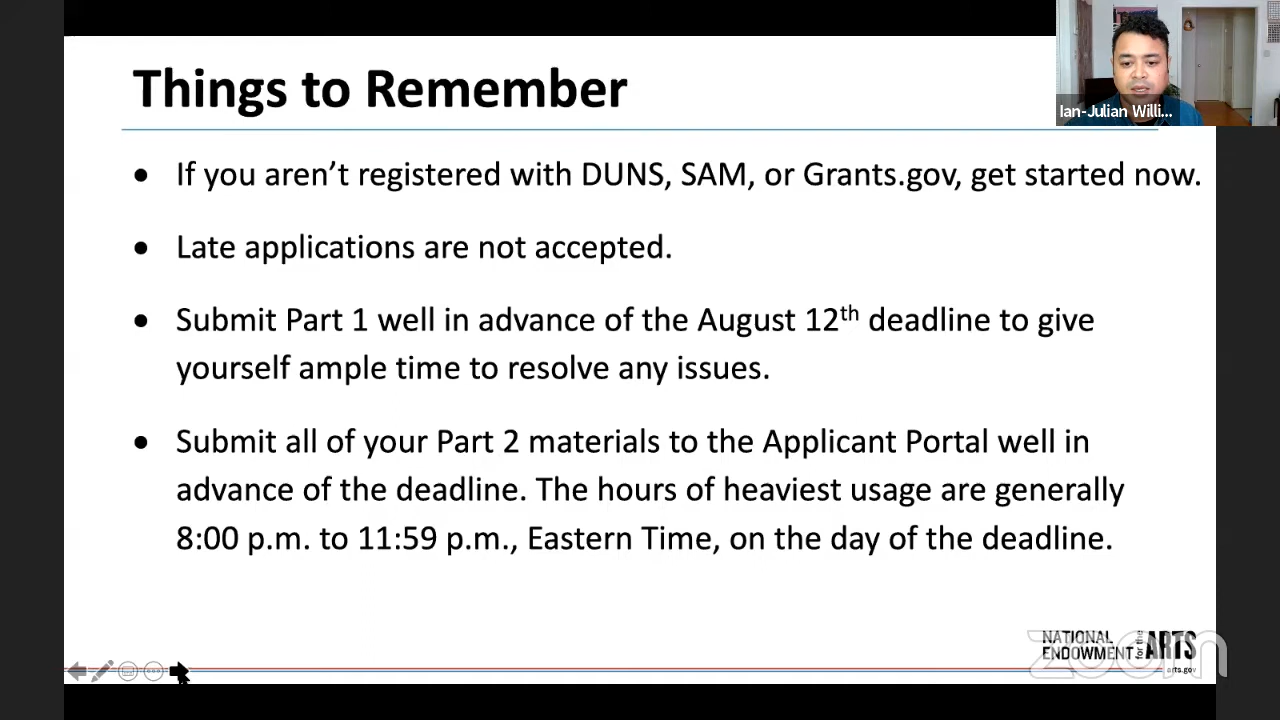 Things to Remember
Ian-Julian Willi...
• If you aren’t registered with DUNS, SAM, or Grants.gov, get started now.
• Late applications are not accepted.
• Submit Part 1 well in advance of the August 12th deadline to give
yourself ample time to resolve any issues.
• Submit all of your Part 2 materials to the Applicant Portal well in
advance of the deadline. The hours of heaviest usage are generally
8:00 p.m. to 11:59 p.m., Eastern Time, on the day of the deadline.
NATIONAL
ENDOWMENT for the ARTS
arts.gov
zoom